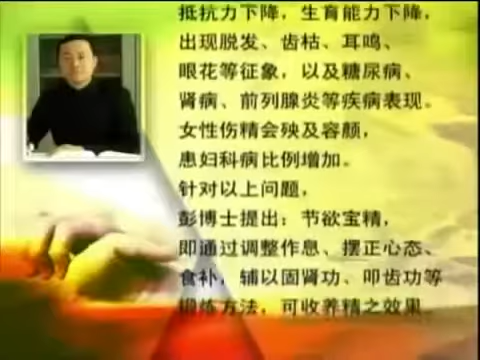 抵抗力下降，生育能力下降，
出现脱发、齿枯、耳鸣、
眼花等征象，以及糖尿病、
肾病、前列腺炎等疾病表现。
女性伤精会殃及容颜，
患妇科病比例增加。
针对以上问题，
彭博士提出：节欲宝精，
即通过调整作息、摆正心态、
食补，辅以固肾功、叩齿功等
锻炼方法，可收养精之效果。